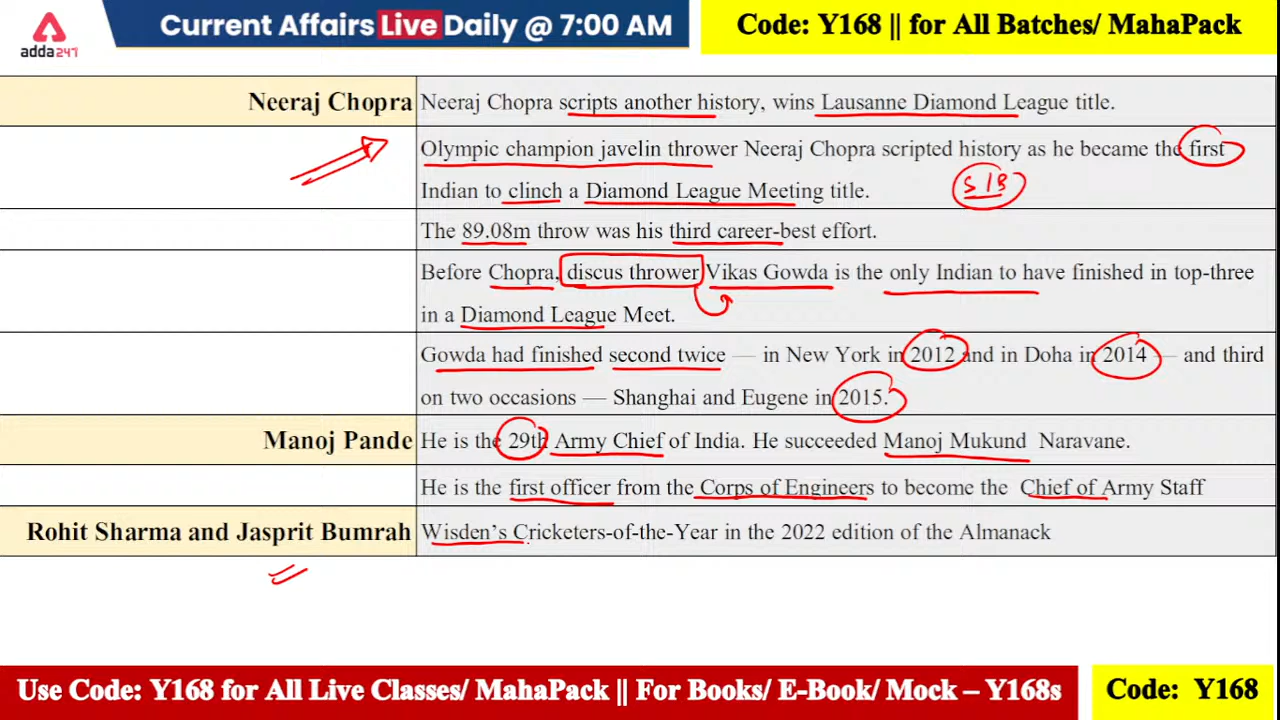 adda247
Current Affairs Live Daily @ 7:00 AM
Code: Y168 || for All Batches/ MahaPack
Neeraj Chopra
Neeraj Chopra scripts another history, wins Lausanne Diamond League title.
Olympic champion javelin thrower Neeraj Chopra scripted history as he became the first
Indian to clinch a Diamond League Meeting title.
The 89.08m throw was his third career-best effort.
Before Chopra, discus thrower Vikas Gowda is the only Indian to have finished in top-three
in a Diamond League Meet.
Gowda had finished second twice — in New York in 2012 and in Doha in 2014 — and third
on two occasions — Shanghai and Eugene in 2015.
Manoj Pande
He is the 29th Army Chief of India. He succeeded Manoj Mukund Naravane.
He is the first officer from the Corps of Engineers to become the Chief of Army Staff
Rohit Sharma and Jasprit Bumrah
Wisden's Cricketers-of-the-Year in the 2022 edition of the Almanack
Use Code: Y168 for All Live Classes/ MahaPack || For Books/ E-Book/ Mock – Y168s
Code: Y168